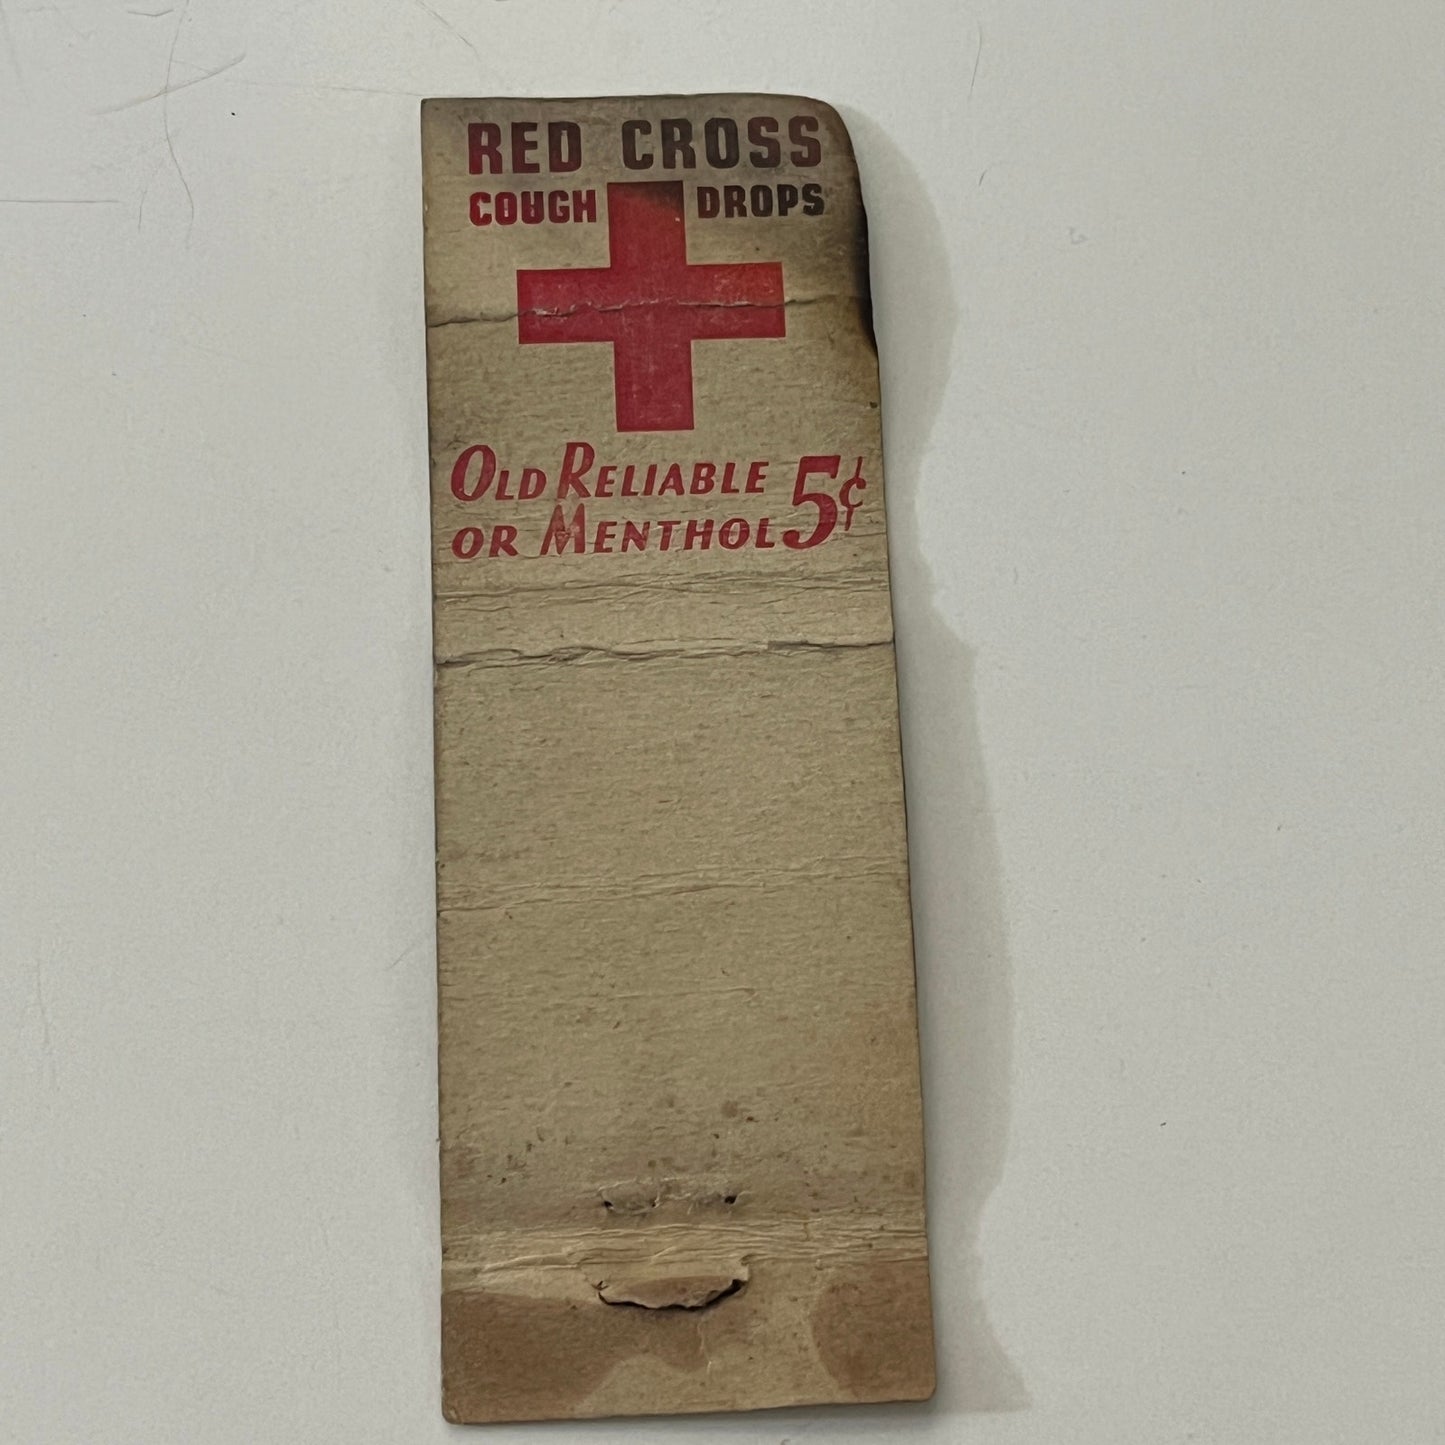 RED CROSS
COUGH DROPS
OLD RELIABLE
OR MENTHOL 5¢